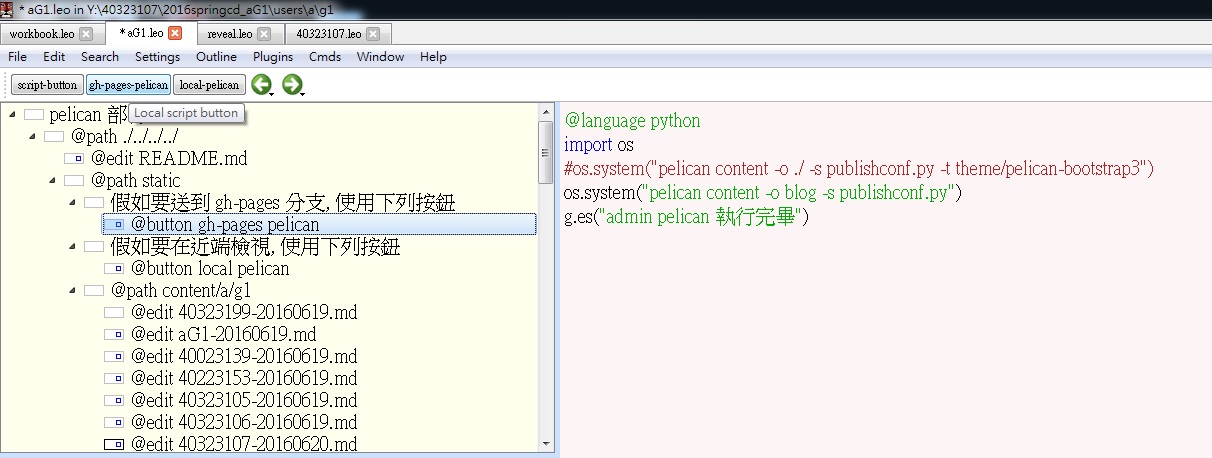 * aG1.leo in Y:\40323107\2016springcd_aG1\users\a\g1
workbook.leo * aG1.leo reveal.leo 40323107.leo
File Edit Search Settings Outline Plugins Cmds Window Help
script-button gh-pages-pelican local-pelican
pelican 部
Local script button
@path ./../../../
@edit README.md
@path static
假如要送到 gh-pages 分支, 使用下列按鈕
@button gh-pages pelican
假如要在近端檢視, 使用下列按鈕
@button local pelican
@path content/a/g1
@edit 40323199-20160619.md
@edit aG1-20160619.md
@edit 40023139-20160619.md
@edit 40223153-20160619.md
@edit 40323105-20160619.md
@edit 40323106-20160619.md
@edit 40323107-20160620.md
@language python
import os
#os.system("pelican content -o ./ -s publishconf.py -t theme/pelican-bootstrap3")
os.system("pelican content -o blog -s publishconf.py")
g.es("admin pelican 執行完畢")